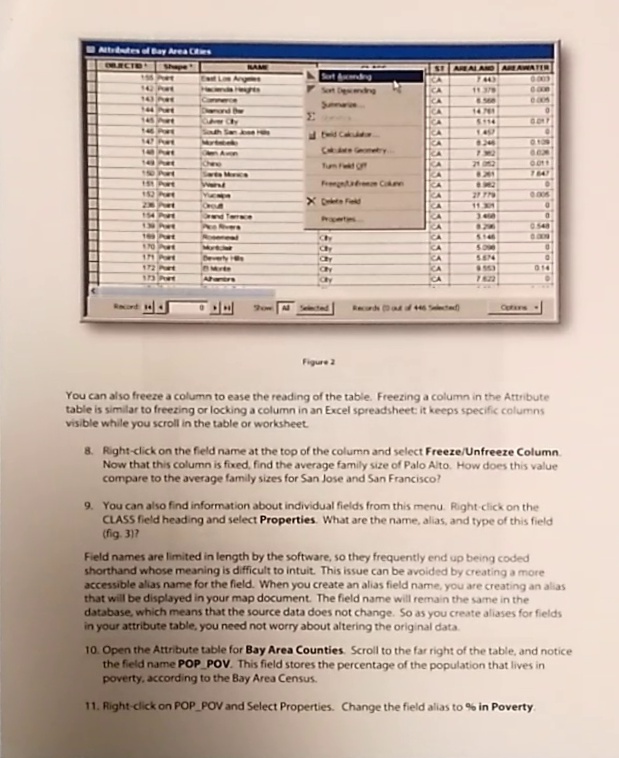 Attributes of Bay Area Cities
OBJECTID * Shape * NAME CLASS ST AREALAND AREAWATER
155 Point East Los Angeles CA 7.443 0.003
142 Point Hacienda Heights CA 11.378 0.008
143 Point Commerce CA 6.568 0.005
144 Point Diamond Bar CA 14.761 0
145 Point Culver City CA 5.114 0.017
146 Point South San Jose Hills CA 1.457 0
147 Point Montebello CA 8.246 0.109
148 Point Glen Avon CA 7.382 0.026
149 Point Chino CA 21.052 0.011
150 Point Santa Monica CA 8.261 7.647
151 Point Walnut CA 8.982 0
152 Point Yucaipa CA 27.779 0.005
236 Point Orcutt CA 11.301 0
154 Point Grand Terrace CA 3.468 0
139 Point Pico Rivera CA 8.296 0.548
169 Point Rosemead City CA 5.146 0.009
170 Point Montclair City CA 5.098 0
171 Point Beverly Hills City CA 5.674 0
172 Point El Monte City CA 9.553 0.14
173 Point Alhambra City CA 7.622 0
Sort Ascending
Sort Descending
Summarize...
Σ
Field Calculator...
Calculate Geometry...
Turn Field Off
Freeze/Unfreeze Column
Delete Field
Properties...
Record: 0 Show: All Selected Records (0 out of 446 Selected) Options
Figure 2
You can also freeze a column to ease the reading of the table. Freezing a column in the Attribute
table is similar to freezing or locking a column in an Excel spreadsheet: it keeps specific columns
visible while you scroll in the table or worksheet.
8. Right-click on the field name at the top of the column and select Freeze/Unfreeze Column.
Now that this column is fixed, find the average family size of Palo Alto. How does this value
compare to the average family sizes for San Jose and San Francisco?
9. You can also find information about individual fields from this menu. Right-click on the
CLASS field heading and select Properties. What are the name, alias, and type of this field
(fig. 3)?
Field names are limited in length by the software, so they frequently end up being coded
shorthand whose meaning is difficult to intuit. This issue can be avoided by creating a more
accessible alias name for the field. When you create an alias field name, you are creating an alias
that will be displayed in your map document. The field name will remain the same in the
database, which means that the source data does not change. So as you create aliases for fields
in your attribute table, you need not worry about altering the original data.
10. Open the Attribute table for Bay Area Counties. Scroll to the far right of the table, and notice
the field name POP_POV. This field stores the percentage of the population that lives in
poverty, according to the Bay Area Census.
11. Right-click on POP_POV and Select Properties. Change the field alias to % in Poverty.